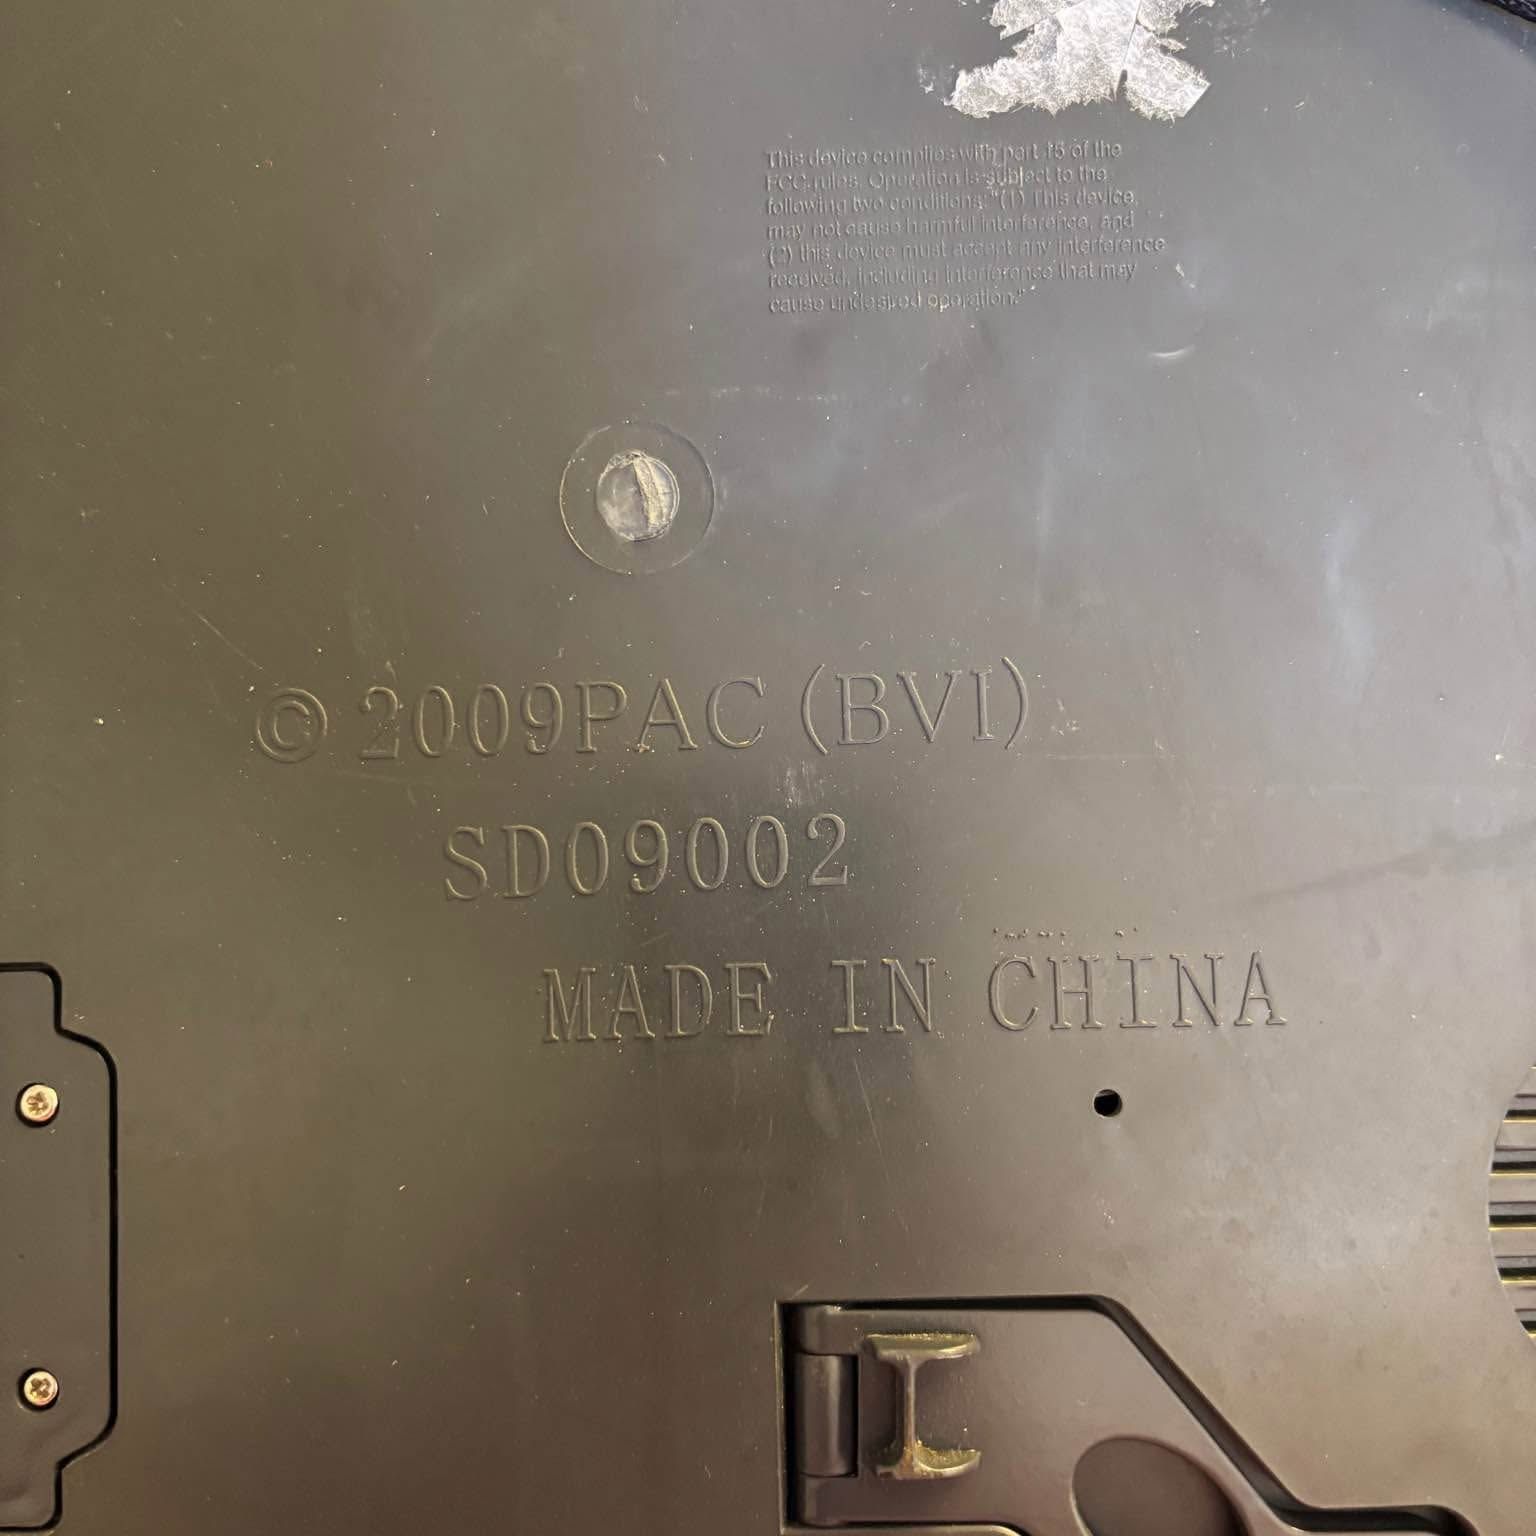 This device complies with part 15 of the
FCC rules. Operation is subject to the
following two conditions: "(1) This device,
may not cause harmful interference, and
(2) this device must accept any interference
received, including interference that may
cause undesired operation."
© 2009PAC (BVI)
SD09002
MADE IN CHINA